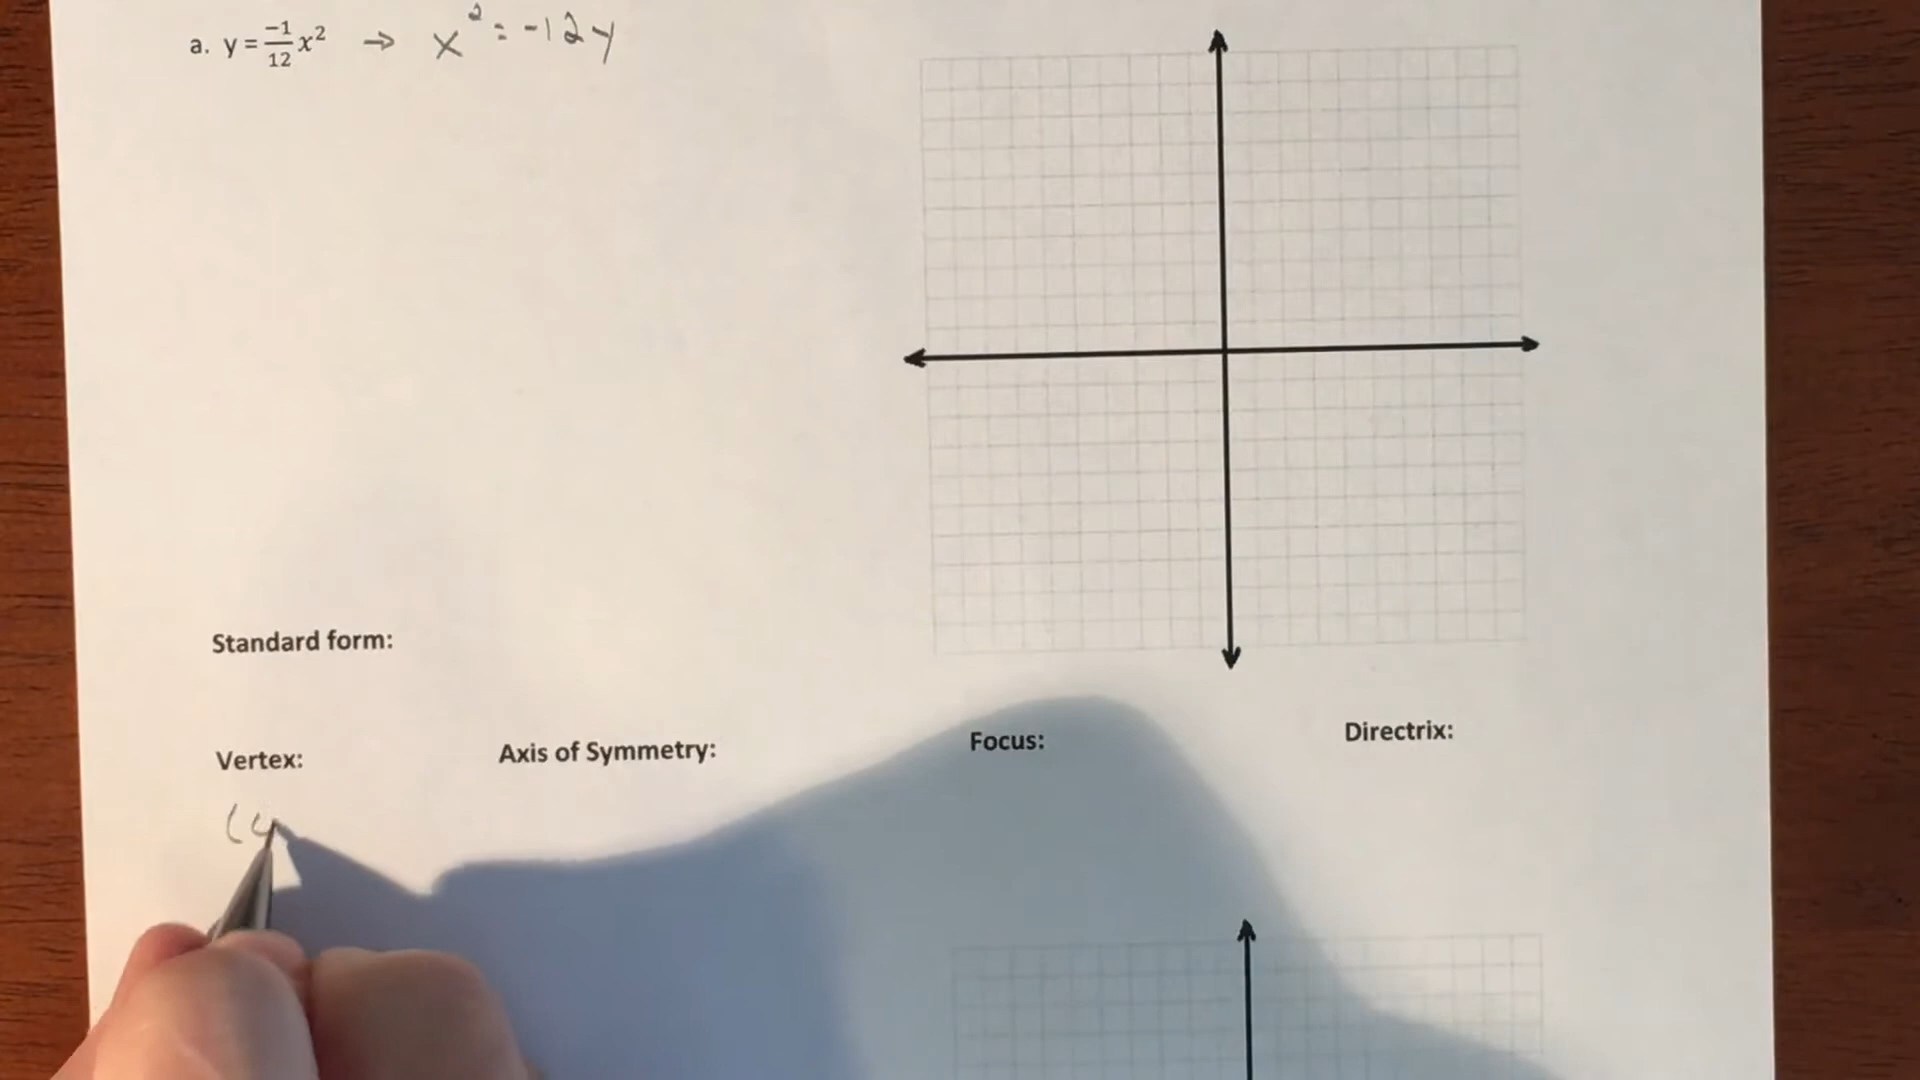 a. y = -1/12 x² → x² = -12y
Standard form:
Vertex:
Axis of Symmetry:
Focus:
Directrix:
(